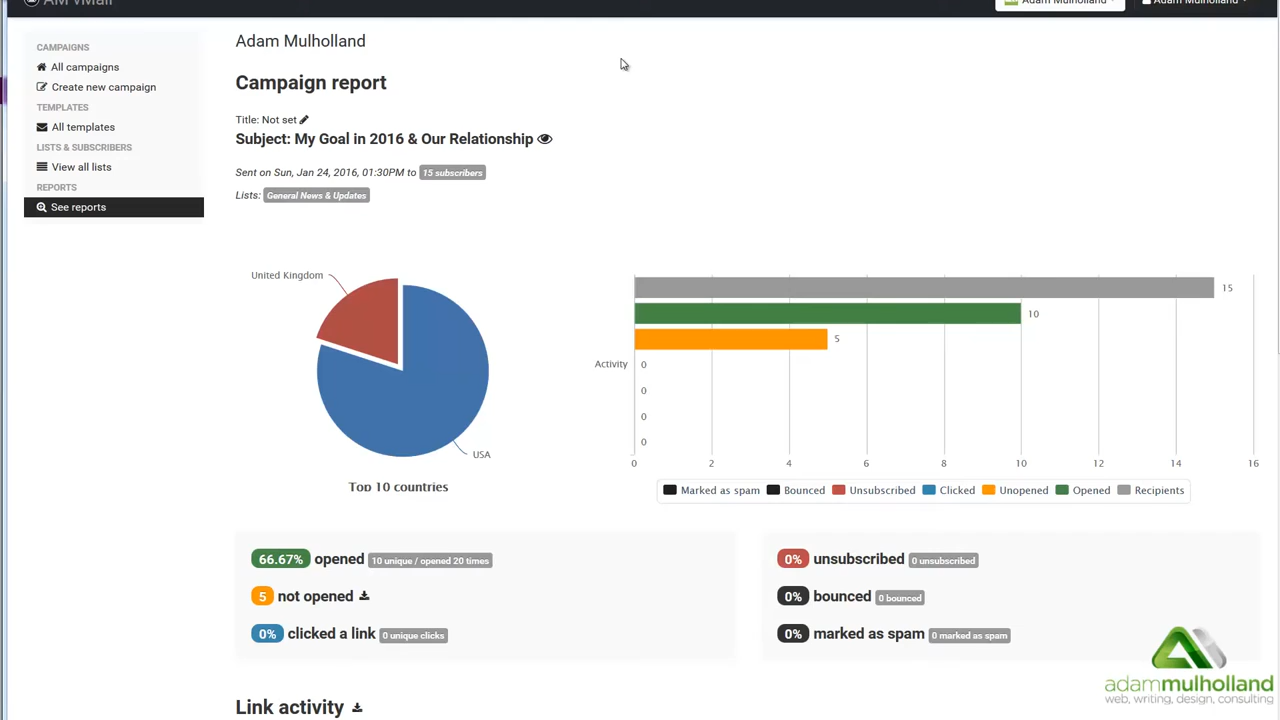 AM vMail
Adam Mulholland
Adam Mulholland
CAMPAIGNS
All campaigns
Create new campaign
TEMPLATES
All templates
LISTS & SUBSCRIBERS
View all lists
REPORTS
See reports
Adam Mulholland
Campaign report
Title: Not set
Subject: My Goal in 2016 & Our Relationship
Sent on Sun, Jan 24, 2016, 01:30PM to 15 subscribers
Lists: General News & Updates
United Kingdom
USA
Top 10 countries
15
10
5
Activity
0
0
0
0
0 2 4 6 8 10 12 14 16
Marked as spam Bounced Unsubscribed Clicked Unopened Opened Recipients
66.67% opened 10 unique / opened 20 times
5 not opened
0% clicked a link 0 unique clicks
0% unsubscribed 0 unsubscribed
0% bounced 0 bounced
0% marked as spam 0 marked as spam
Link activity
adammulholland
web, writing, design, consulting